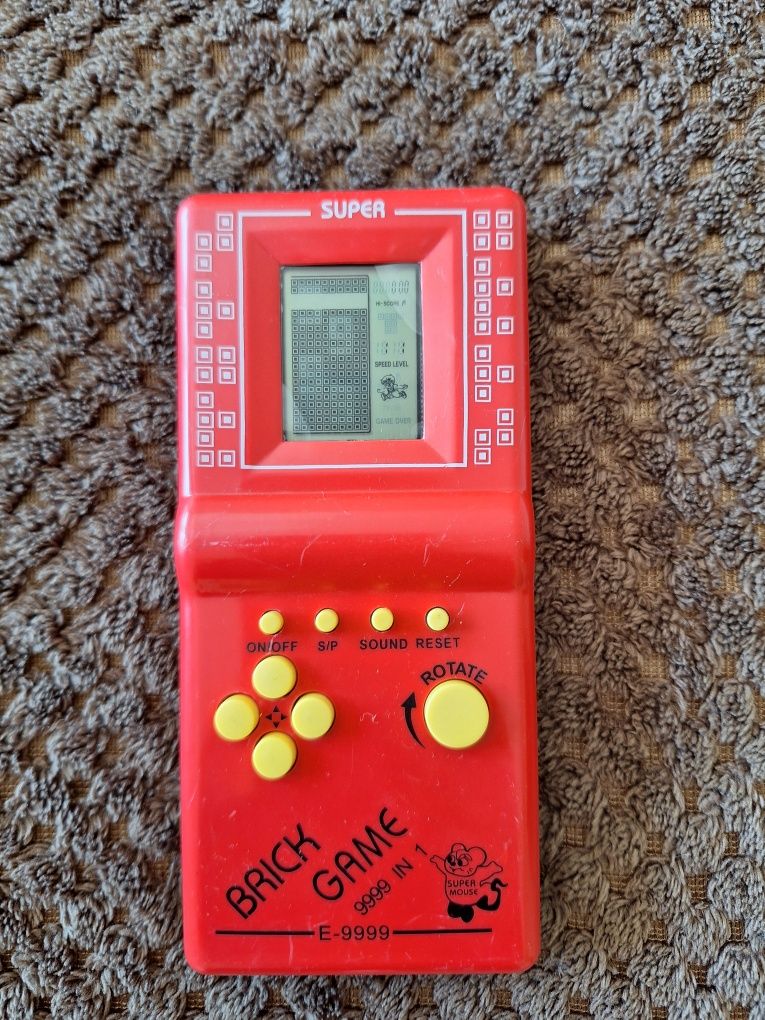 SUPER
HI-SCORE
SPEED LEVEL
GAME OVER
ON/OFF S/P SOUND RESET
ROTATE
BRICK
GAME
9999 IN 1
SUPER
MOUSE
E-9999